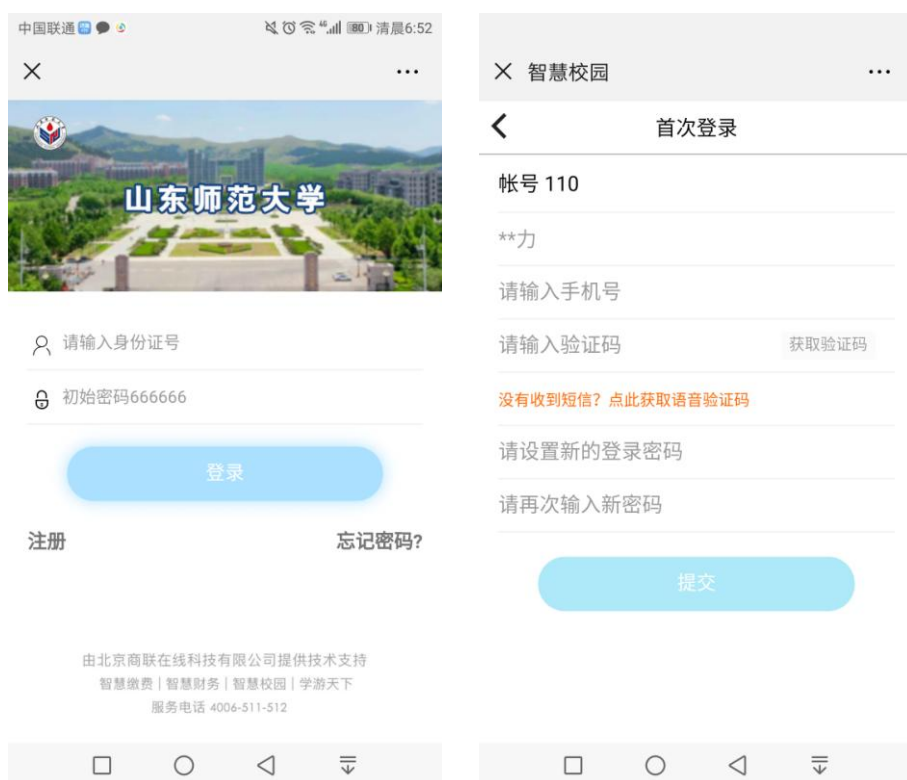 中国联通
46
80
清晨6:52
山东师范大学
请输入身份证号
初始密码666666
登录
注册
忘记密码?
由北京商联在线科技有限公司提供技术支持
智慧缴费|智慧财务|智慧校园|学游天下
服务电话 4006-511-512
智慧校园
首次登录
帐号 110
**力
请输入手机号
请输入验证码
获取验证码
没有收到短信？点此获取语音验证码
请设置新的登录密码
请再次输入新密码
提交